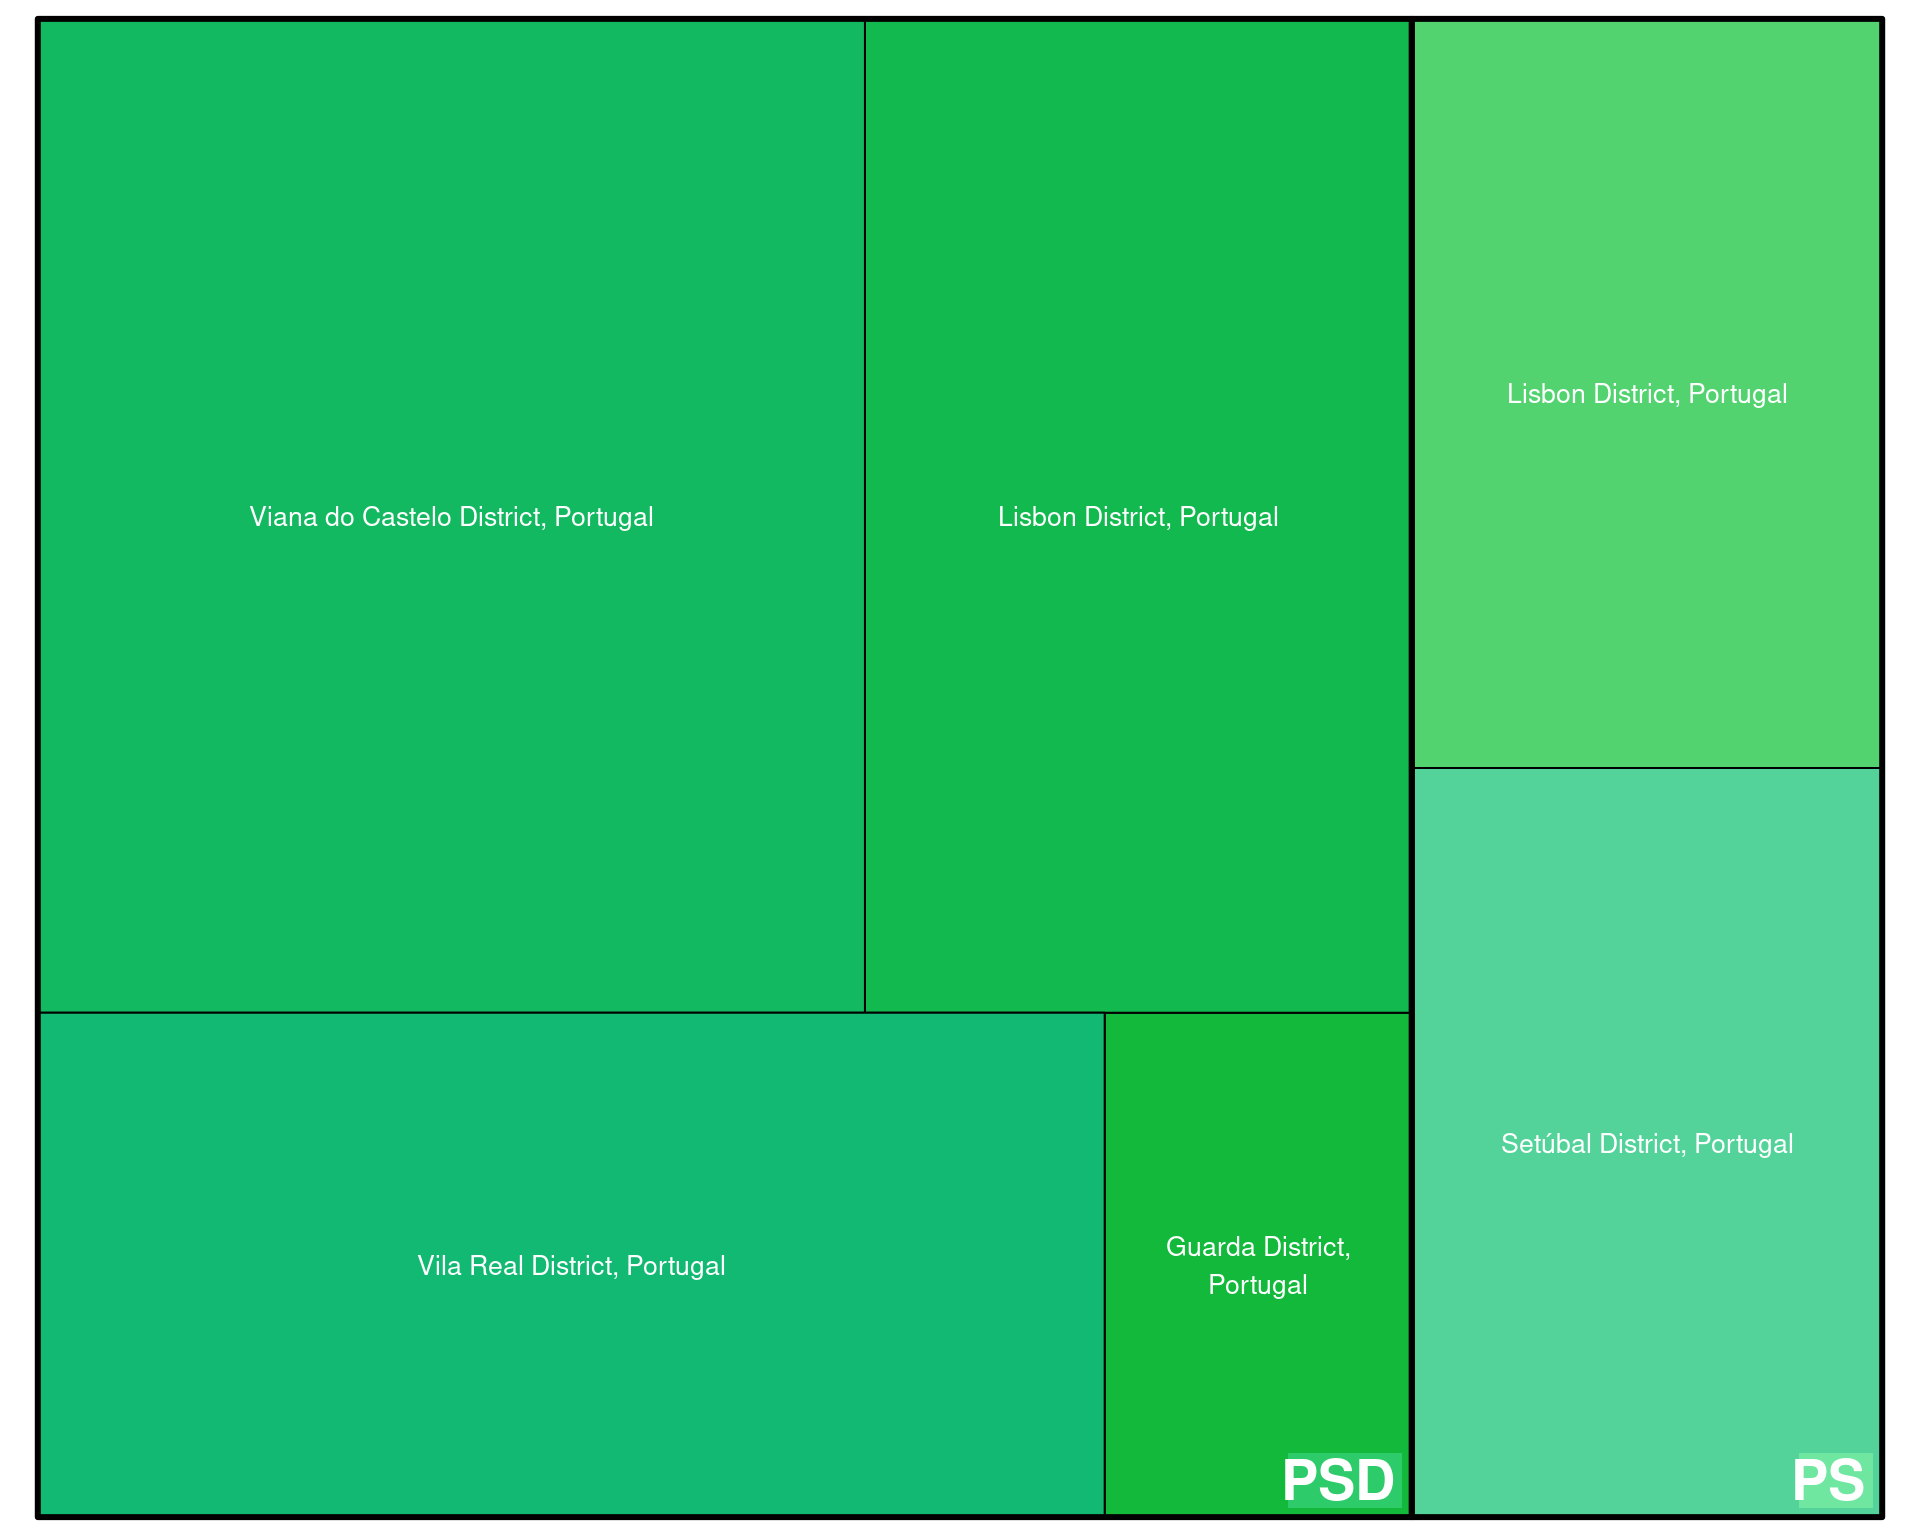 Viana do Castelo District, Portugal
Lisbon District, Portugal
Vila Real District, Portugal
Guarda District,
Portugal
PSD
Lisbon District, Portugal
Setúbal District, Portugal
PS